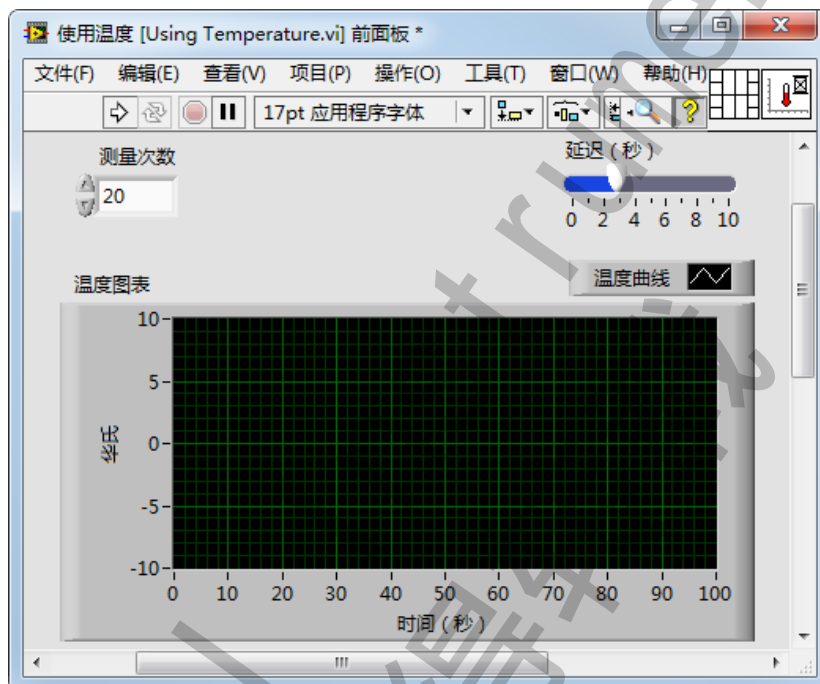 使用温度 [Using Temperature.vi] 前面板 *
文件(F) 编辑(E) 查看(V) 项目(P) 操作(O) 工具(T) 窗口(W) 帮助(H)
17pt 应用程序字体
测量次数
20
延迟 ( 秒 )
0 2 4 6 8 10
温度图表
温度曲线
10
5
0
-5
-10
华氏
0 10 20 30 40 50 60 70 80 90 100
时间 ( 秒 )